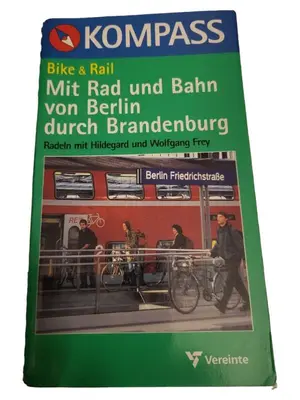 KOMPASS
Bike & Rail
Mit Rad und Bahn
von Berlin
durch Brandenburg
Radeln mit Hildegard und Wolfgang Frey
Berlin Friedrichstraße
RE
Vereinte